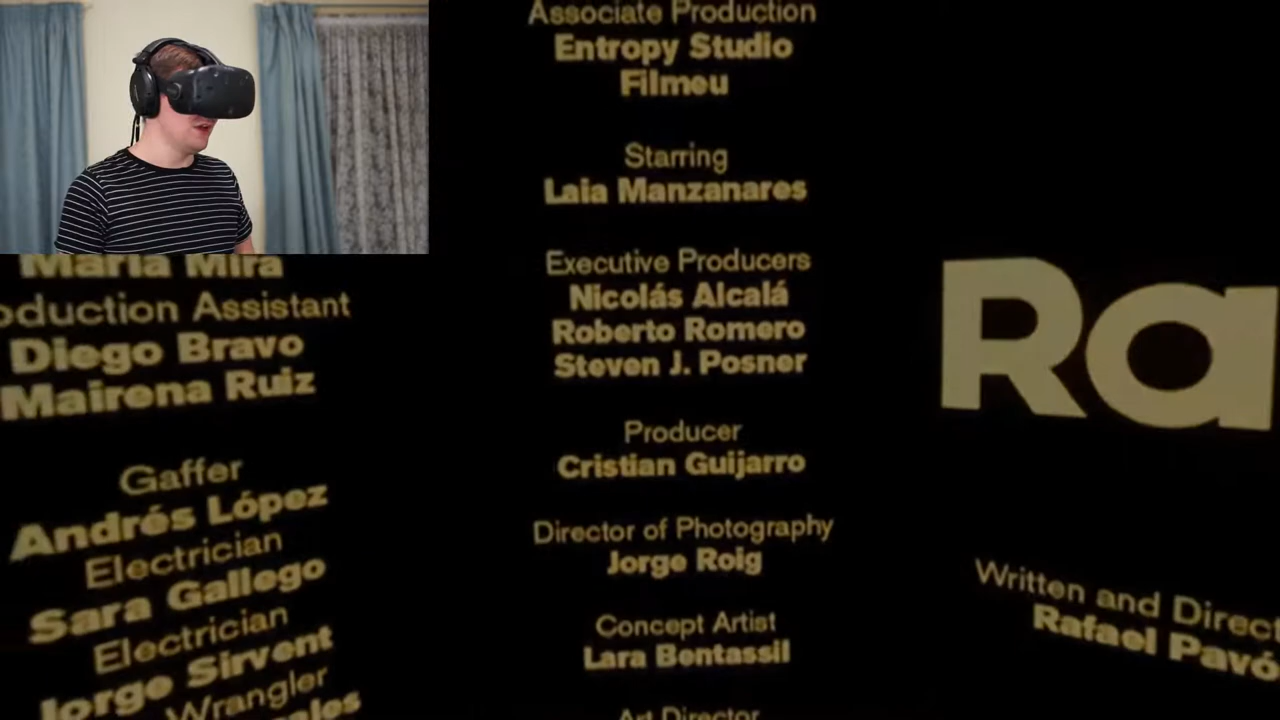 Maria Mira
oduction Assistant
Diego Bravo
Mairena Ruiz
Gaffer
Andrés López
Electrician
Sara Gallego
Electrician
Jorge Sirvent
Wrangler
Associate Production
Entropy Studio
Filmeu
Starring
Laia Manzanares
Executive Producers
Nicolás Alcalá
Roberto Romero
Steven J. Posner
Producer
Cristian Guijarro
Director of Photography
Jorge Roig
Concept Artist
Lara Bentassil
Art Director
Ra
Written and Direct
Rafael Pavó